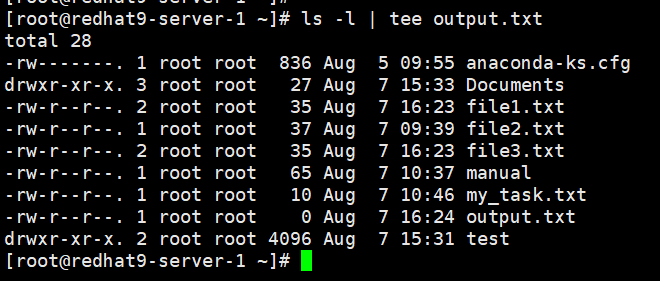 [root@redhat9-server-1 ~]# ls -l | tee output.txt
total 28
-rw-------. 1 root root  836 Aug  5 09:55 anaconda-ks.cfg
drwxr-xr-x. 3 root root   27 Aug  7 15:33 Documents
-rw-r--r--. 2 root root   35 Aug  7 16:23 file1.txt
-rw-r--r--. 1 root root   37 Aug  7 09:39 file2.txt
-rw-r--r--. 2 root root   35 Aug  7 16:23 file3.txt
-rw-r--r--. 1 root root   65 Aug  7 10:37 manual
-rw-r--r--. 1 root root   10 Aug  7 10:46 my_task.txt
-rw-r--r--. 1 root root    0 Aug  7 16:24 output.txt
drwxr-xr-x. 2 root root 4096 Aug  7 15:31 test
[root@redhat9-server-1 ~]#